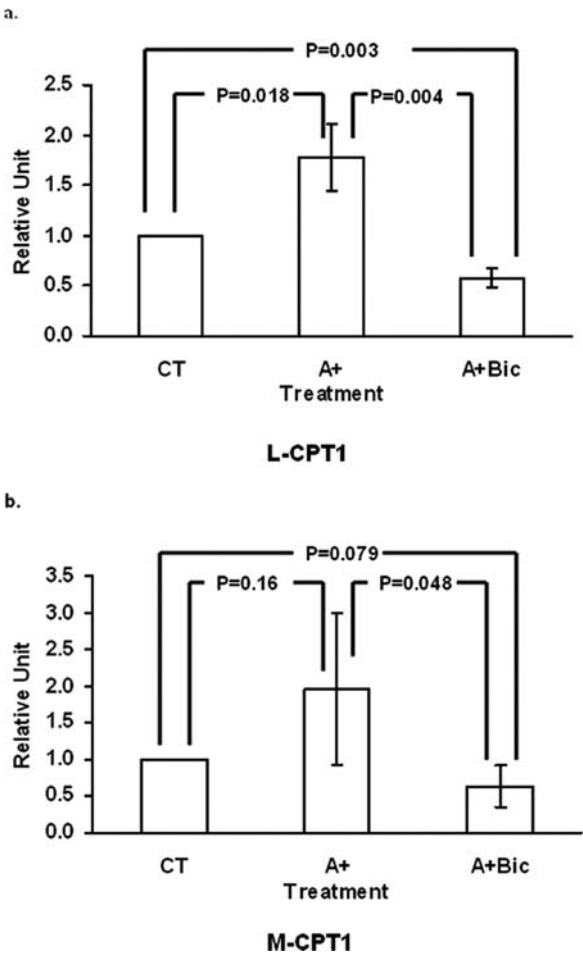 a.
P=0.003
P=0.018 P=0.004
2.5
2.0
1.5
1.0
0.5
0.0
Relative Unit
CT A+ A+Bic
Treatment
L-CPT1
b.
P=0.079
P=0.16 P=0.048
3.5
3.0
2.5
2.0
1.5
1.0
0.5
0.0
Relative Unit
CT A+ A+Bic
Treatment
M-CPT1